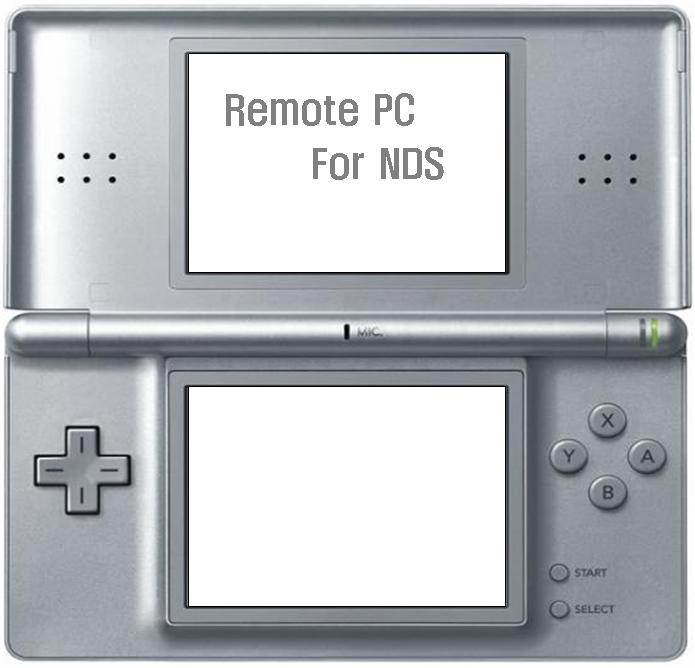 Remote PC
For NDS
MIC.
X
Y
A
B
START
SELECT